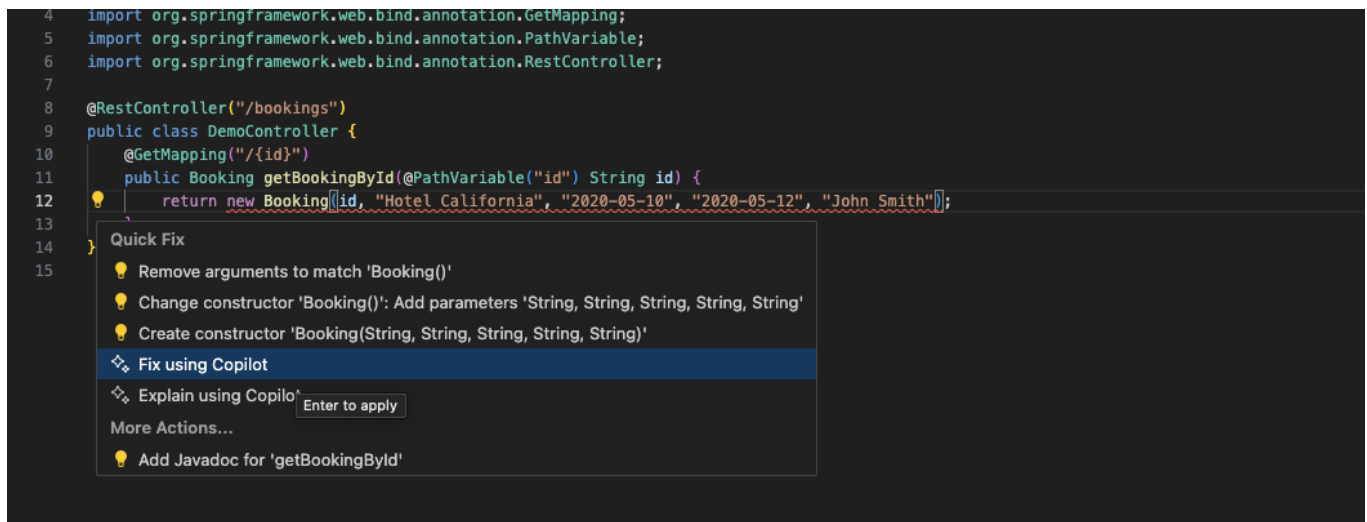 4 import org.springframework.web.bind.annotation.GetMapping;
5 import org.springframework.web.bind.annotation.PathVariable;
6 import org.springframework.web.bind.annotation.RestController;
7
8 @RestController("/bookings")
9 public class DemoController {
10 @GetMapping("/{id}")
11 public Booking getBookingById(@PathVariable("id") String id) {
12 return new Booking(id, "Hotel California", "2020-05-10", "2020-05-12", "John Smith");
13 }
14 }
15
Quick Fix
Remove arguments to match 'Booking()'
Change constructor 'Booking()': Add parameters 'String, String, String, String, String'
Create constructor 'Booking(String, String, String, String, String)'
Fix using Copilot
Explain using Copilot
Enter to apply
More Actions...
Add Javadoc for 'getBookingById'